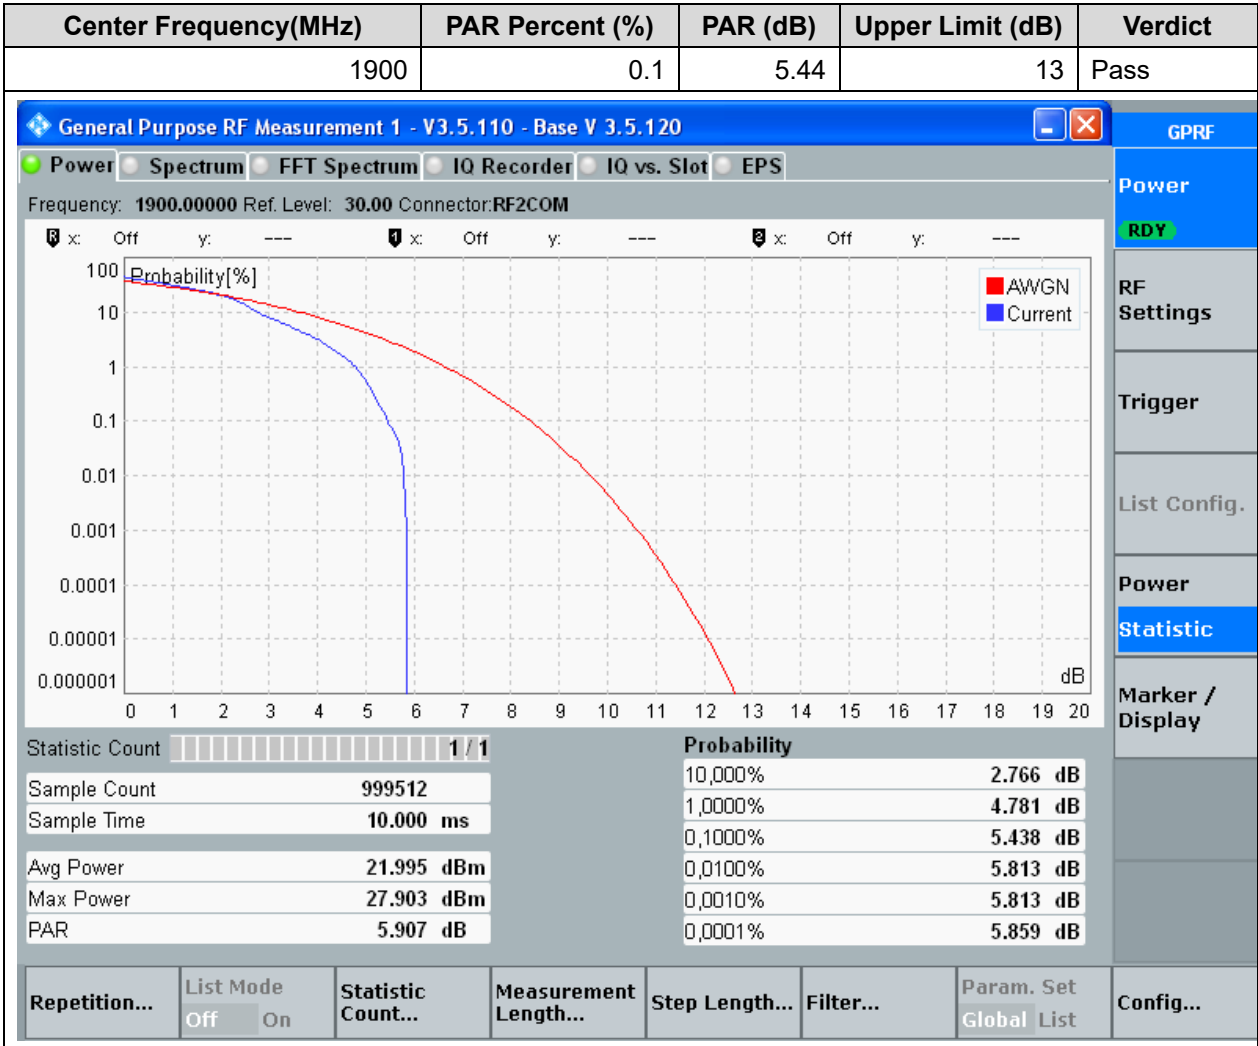 Center Frequency(MHz) PAR Percent (%) PAR (dB) Upper Limit (dB) Verdict
1900 0.1 5.44 13 Pass
General Purpose RF Measurement 1 - V3.5.110 - Base V 3.5.120
GPRF
Power Spectrum FFT Spectrum IQ Recorder IQ vs. Slot EPS
Power
RDY
Frequency: 1900.00000 Ref. Level: 30.00 Connector:RF2COM
R x: Off y: --- 1 x: Off y: --- 2 x: Off y: ---
Probability[%]
AWGN
Current
100
10
1
0.1
0.01
0.001
0.0001
0.00001
0.000001
dB
0 1 2 3 4 5 6 7 8 9 10 11 12 13 14 15 16 17 18 19 20
RF
Settings
Trigger
List Config.
Power
Statistic
Marker /
Display
Statistic Count 1 / 1
Sample Count 999512
Sample Time 10.000 ms
Avg Power 21.995 dBm
Max Power 27.903 dBm
PAR 5.907 dB
Probability
10,000% 2.766 dB
1,0000% 4.781 dB
0,1000% 5.438 dB
0,0100% 5.813 dB
0,0010% 5.813 dB
0,0001% 5.859 dB
Repetition...
List Mode
Off On
Statistic
Count...
Measurement
Length...
Step Length...
Filter...
Param. Set
Global List
Config...